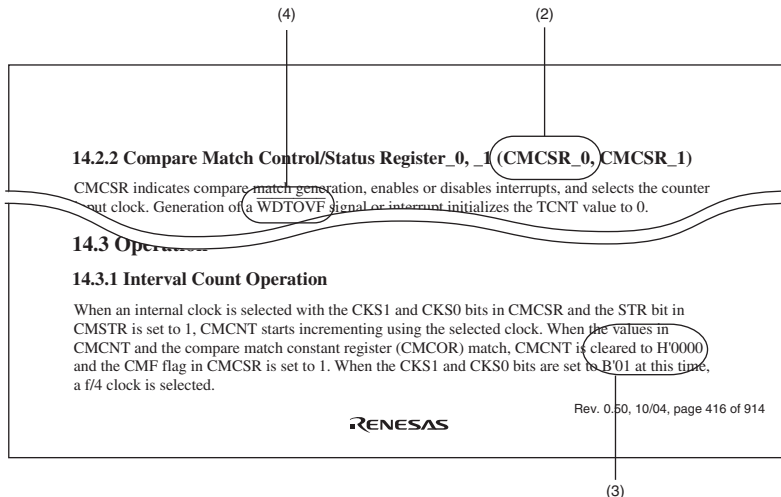 (4) (2)
14.2.2 Compare Match Control/Status Register_0, _1 (CMCSR_0, CMCSR_1)
CMCSR indicates compare match generation, enables or disables interrupts, and selects the counter
input clock. Generation of a WDTOVF signal or interrupt initializes the TCNT value to 0.
14.3 Operation
14.3.1 Interval Count Operation
When an internal clock is selected with the CKS1 and CKS0 bits in CMCSR and the STR bit in
CMSTR is set to 1, CMCNT starts incrementing using the selected clock. When the values in
CMCNT and the compare match constant register (CMCOR) match, CMCNT is cleared to H'0000
and the CMF flag in CMCSR is set to 1. When the CKS1 and CKS0 bits are set to B'01 at this time,
a f/4 clock is selected.
Rev. 0.50, 10/04, page 416 of 914
RENESAS
(3)